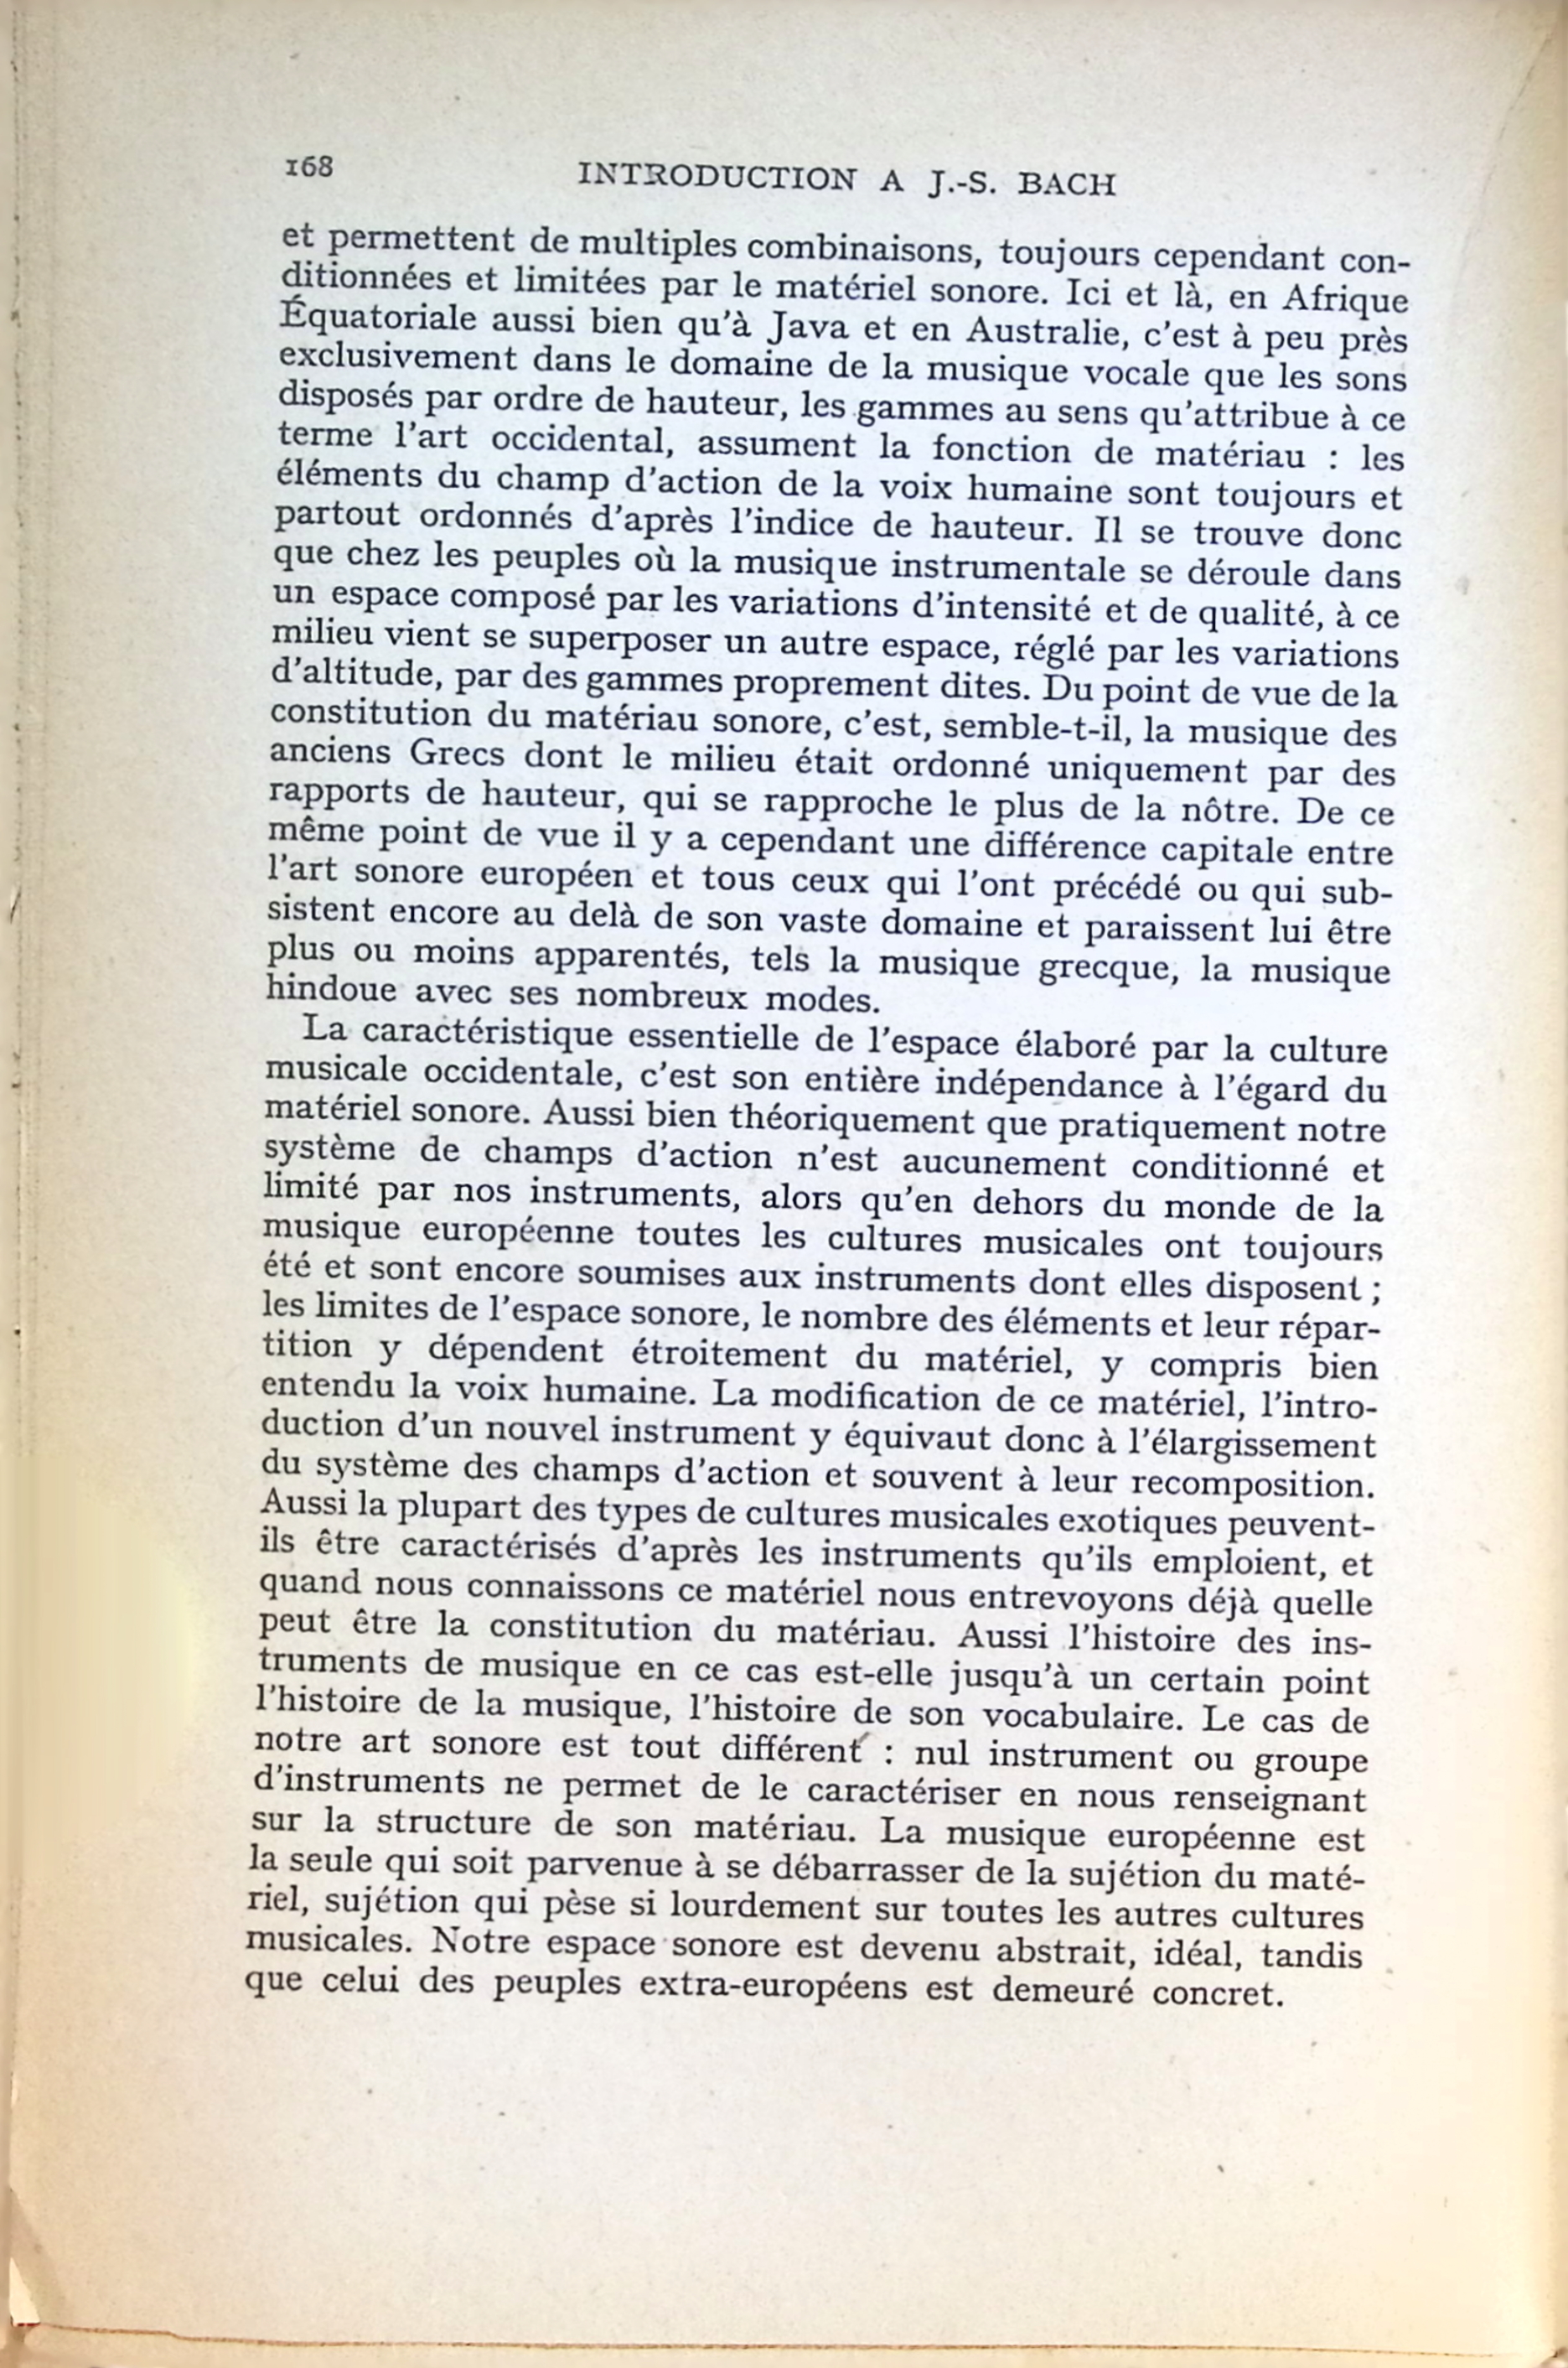 168
INTRODUCTION A J.-S. BACH
et permettent de multiples combinaisons, toujours cependant con-
ditionnées et limitées par le matériel sonore. Ici et là, en Afrique
Équatoriale aussi bien qu'à Java et en Australie, c'est à peu près
exclusivement dans le domaine de la musique vocale que les sons
disposés par ordre de hauteur, les gammes au sens qu'attribue à ce
terme l'art occidental, assument la fonction de matériau : les
éléments du champ d'action de la voix humaine sont toujours et
partout ordonnés d'après l'indice de hauteur. Il se trouve donc
que chez les peuples où la musique instrumentale se déroule dans
un espace composé par les variations d'intensité et de qualité, à ce
milieu vient se superposer un autre espace, réglé par les variations
d'altitude, par des gammes proprement dites. Du point de vue de la
constitution du matériau sonore, c'est, semble-t-il, la musique des
anciens Grecs dont le milieu était ordonné uniquement par des
rapports de hauteur, qui se rapproche le plus de la nôtre. De ce
même point de vue il y a cependant une différence capitale entre
l'art sonore européen et tous ceux qui l'ont précédé ou qui sub-
sistent encore au delà de son vaste domaine et paraissent lui être
plus ou moins apparentés, tels la musique grecque, la musique
hindoue avec ses nombreux modes.
La caractéristique essentielle de l'espace élaboré par la culture
musicale occidentale, c'est son entière indépendance à l'égard du
matériel sonore. Aussi bien théoriquement que pratiquement notre
système de champs d'action n'est aucunement conditionné et
limité par nos instruments, alors qu'en dehors du monde de la
musique européenne toutes les cultures musicales ont toujours
été et sont encore soumises aux instruments dont elles disposent ;
les limites de l'espace sonore, le nombre des éléments et leur répar-
tition y dépendent étroitement du matériel, y compris bien
entendu la voix humaine. La modification de ce matériel, l'intro-
duction d'un nouvel instrument y équivaut donc à l'élargissement
du système des champs d'action et souvent à leur recomposition.
Aussi la plupart des types de cultures musicales exotiques peuvent-
ils être caractérisés d'après les instruments qu'ils emploient, et
quand nous connaissons ce matériel nous entrevoyons déjà quelle
peut être la constitution du matériau. Aussi l'histoire des ins-
truments de musique en ce cas est-elle jusqu'à un certain point
l'histoire de la musique, l'histoire de son vocabulaire. Le cas de
notre art sonore est tout différent : nul instrument ou groupe
d'instruments ne permet de le caractériser en nous renseignant
sur la structure de son matériau. La musique européenne est
la seule qui soit parvenue à se débarrasser de la sujétion du maté-
riel, sujétion qui pèse si lourdement sur toutes les autres cultures
musicales. Notre espace sonore est devenu abstrait, idéal, tandis
que celui des peuples extra-européens est demeuré concret.